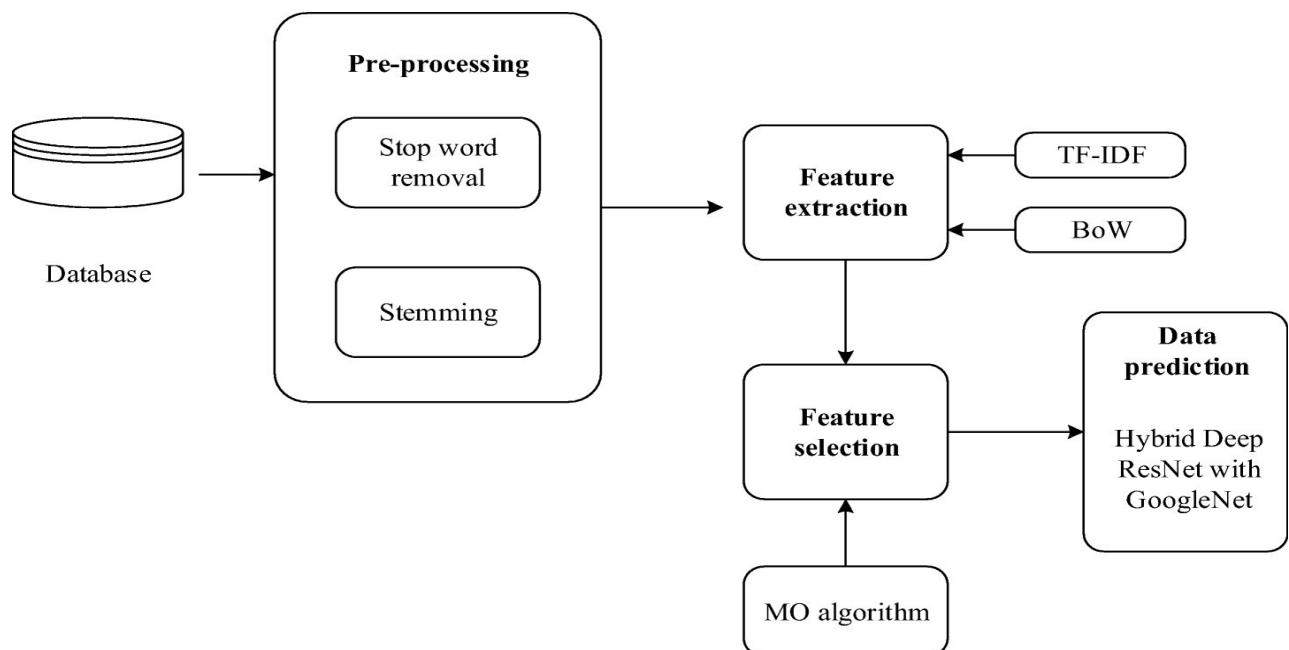 Database
Pre-processing
Stop word
removal
Stemming
Feature
extraction
TF-IDF
BoW
Feature
selection
MO algorithm
Data
prediction
Hybrid Deep
ResNet with
GoogleNet